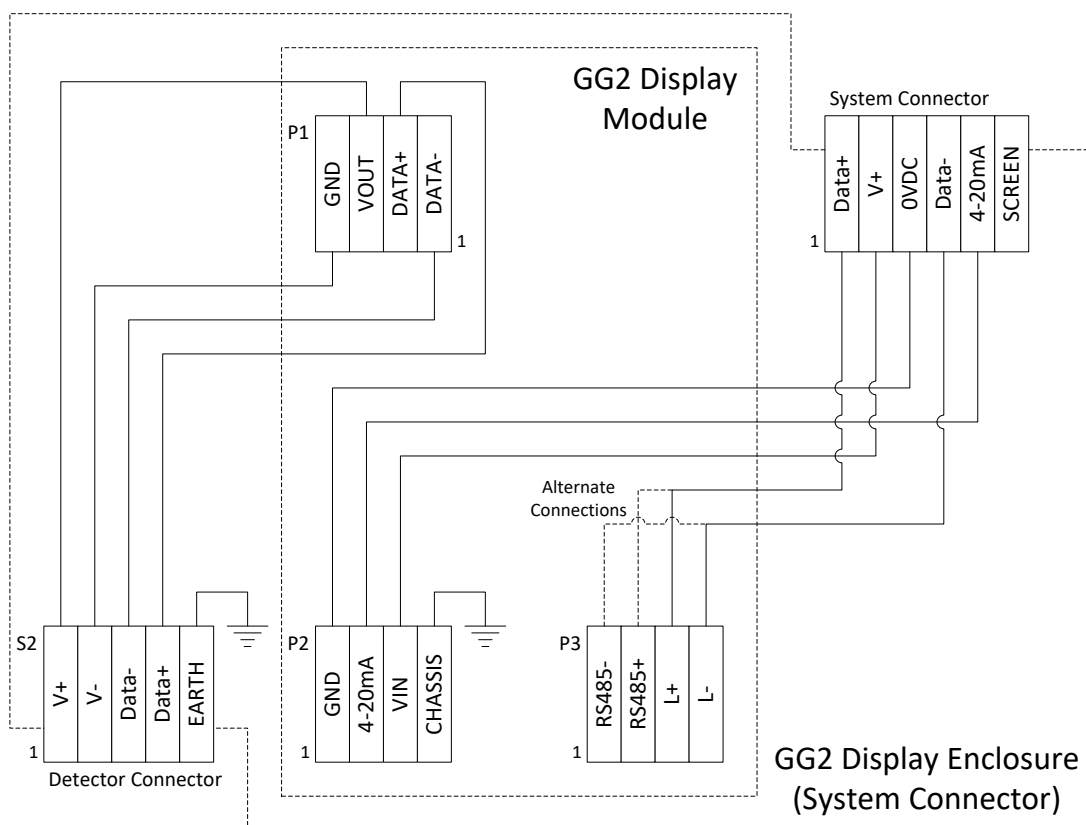 GG2 Display
Module
System Connector
P1
GND
VOUT
DATA+
DATA-
1
Data+
V+
0VDC
Data-
4-20mA
SCREEN
1
Alternate
Connections
S2
V+
V-
Data-
Data+
EARTH
1
Detector Connector
P2
GND
4-20mA
VIN
CHASSIS
1
P3
RS485-
RS485+
L+
L-
1
GG2 Display Enclosure
(System Connector)